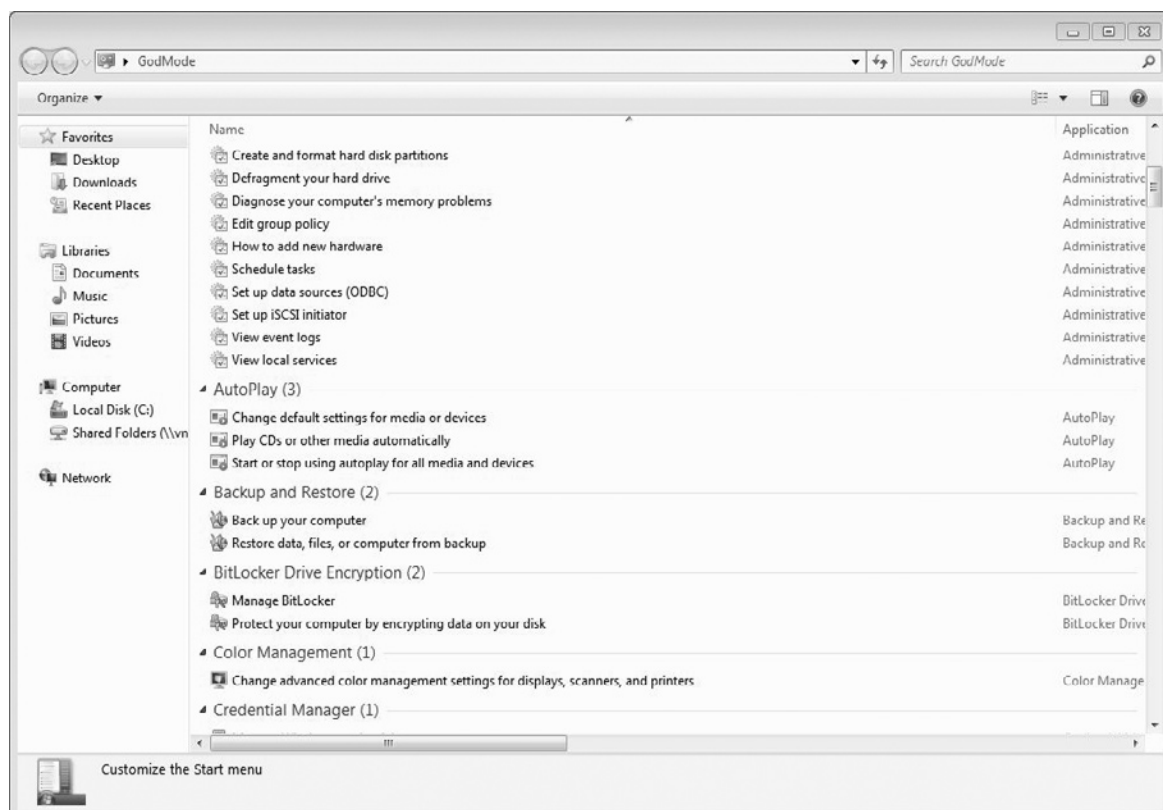 GodMode
Search GodMode
Organize
Favorites
Desktop
Downloads
Recent Places
Libraries
Documents
Music
Pictures
Videos
Computer
Local Disk (C:)
Shared Folders (\\vn
Network
Name Application
Create and format hard disk partitions Administrative
Defragment your hard drive Administrative
Diagnose your computer's memory problems Administrative
Edit group policy Administrative
How to add new hardware Administrative
Schedule tasks Administrative
Set up data sources (ODBC) Administrative
Set up iSCSI initiator Administrative
View event logs Administrative
View local services Administrative
AutoPlay (3)
Change default settings for media or devices AutoPlay
Play CDs or other media automatically AutoPlay
Start or stop using autoplay for all media and devices AutoPlay
Backup and Restore (2)
Back up your computer Backup and Re
Restore data, files, or computer from backup Backup and Re
BitLocker Drive Encryption (2)
Manage BitLocker BitLocker Drive
Protect your computer by encrypting data on your disk BitLocker Drive
Color Management (1)
Change advanced color management settings for displays, scanners, and printers Color Manage
Credential Manager (1)
Customize the Start menu